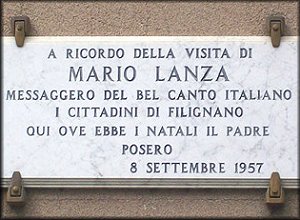 A RICORDO DELLA VISITA DI
MARIO LANZA
MESSAGGERO DEL BEL CANTO ITALIANO
I CITTADINI DI FILIGNANO
QUI OVE EBBE I NATALI IL PADRE
POSERO
8 SETTEMBRE 1957